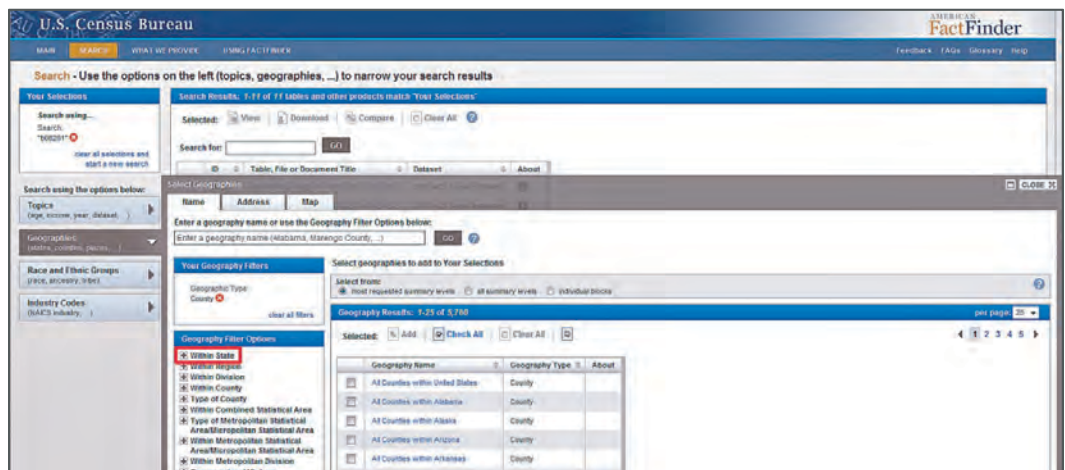 U.S. Census Bureau
AMERICAN
FactFinder
MAIN SEARCH WHAT WE PROVIDE USING FACTFINDER
Feedback FAQs Glossary Help
Search - Use the options on the left (topics, geographies, ...) to narrow your search results
Your Selections
Search using...
Search:
clear all selections and
start a new search
Search Results: 1-11 of 11 tables and other products match "Your Selections"
Selected: View Download Compare Clear All
Search for: GO
ID Table, File or Document Title Dataset About
Search using the options below:
Topics
(age, income, year, dataset, ...)
Geographies
(states, counties, places, ...)
Race and Ethnic Groups
(race, ancestry, tribe)
Industry Codes
(NAICS industry, ...)
Select Geographies
CLOSE X
Name Address Map
Enter a geography name or use the Geography Filter Options below:
Enter a geography name (Alabama, Marengo County, ...) GO
Your Geography Filters
Geographic Type:
County
clear all filters
Geography Filter Options
Within State
Within Region
Within Division
Within County
Type of County
Within Combined Statistical Area
Type of Metropolitan Statistical
Area/Micropolitan Statistical Area
Within Metropolitan Statistical
Area/Micropolitan Statistical Area
Within Metropolitan Division
Select geographies to add to Your Selections
Select from:
most requested summary levels all summary levels individual blocks
Geography Results: 1-25 of 3,760
per page: 25
Selected: Add Check All Clear All
1 2 3 4 5
Geography Name Geography Type About
All Counties within United States County
All Counties within Alabama County
All Counties within Alaska County
All Counties within Arizona County
All Counties within Arkansas County